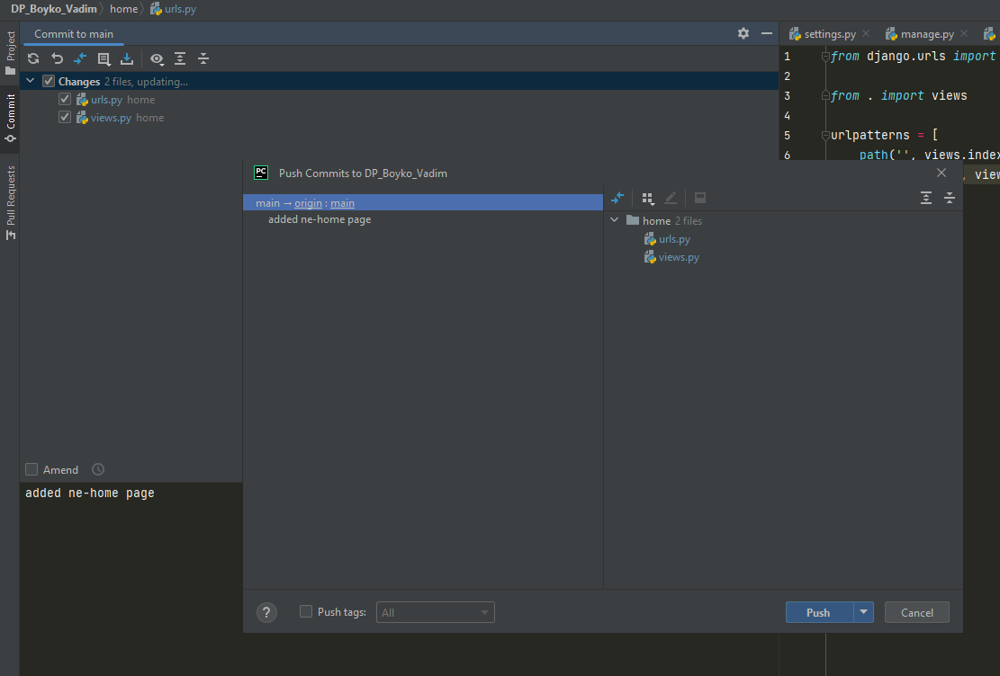 DP_Boyko_Vadim home urls.py
Commit to main
settings.py manage.py
Project
Commit
Pull Requests
Changes 2 files, updating...
urls.py home
views.py home
1 from django.urls import
2
3 from . import views
4
5 urlpatterns = [
6 path('', views.index
, view
PC Push Commits to DP_Boyko_Vadim
main → origin : main
added ne-home page
home 2 files
urls.py
views.py
Amend
added ne-home page
? Push tags: All Push Cancel